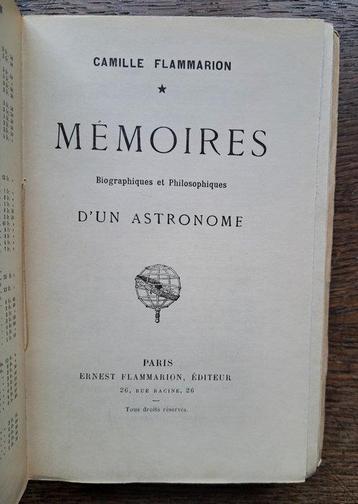 CAMILLE FLAMMARION
★
MÉMOIRES
Biographiques et Philosophiques
D'UN ASTRONOME
PARIS
ERNEST FLAMMARION, ÉDITEUR
26, RUE RACINE, 26
—
Tous droits réservés.